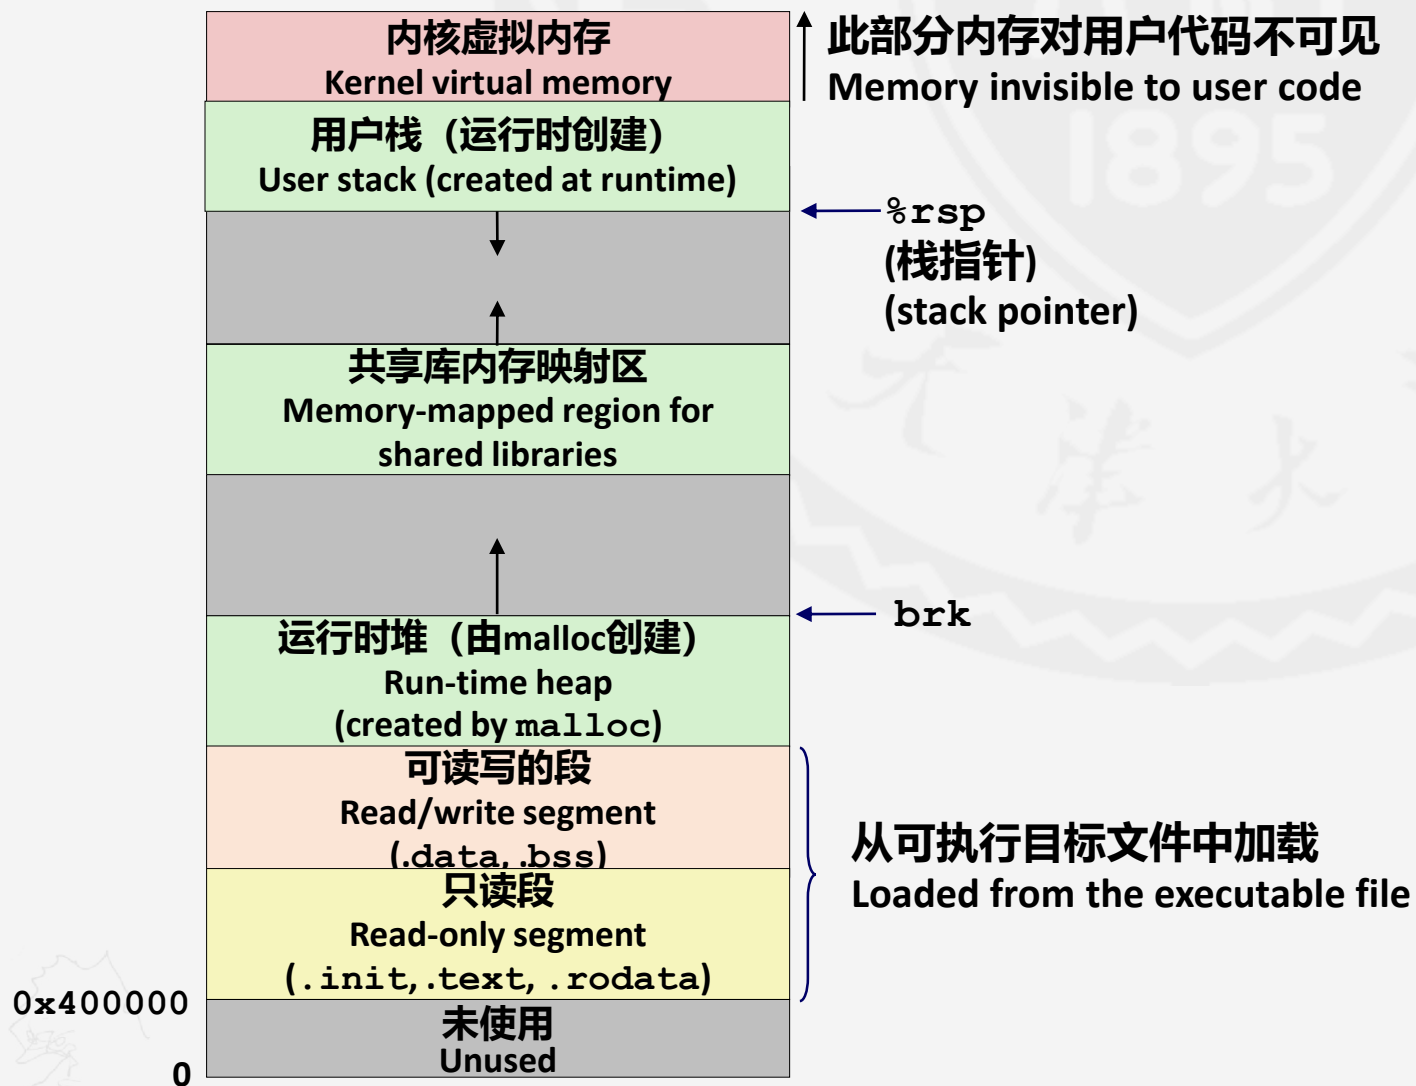 内核虚拟内存
Kernel virtual memory
此部分内存对用户代码不可见
Memory invisible to user code
用户栈（运行时创建）
User stack (created at runtime)
%rsp
(栈指针)
(stack pointer)
共享库内存映射区
Memory-mapped region for
shared libraries
brk
运行时堆（由malloc创建）
Run-time heap
(created by malloc)
可读写的段
Read/write segment
(.data, .bss)
从可执行目标文件中加载
Loaded from the executable file
只读段
Read-only segment
(.init, .text, .rodata)
0x400000
未使用
Unused
0
1895
天津大